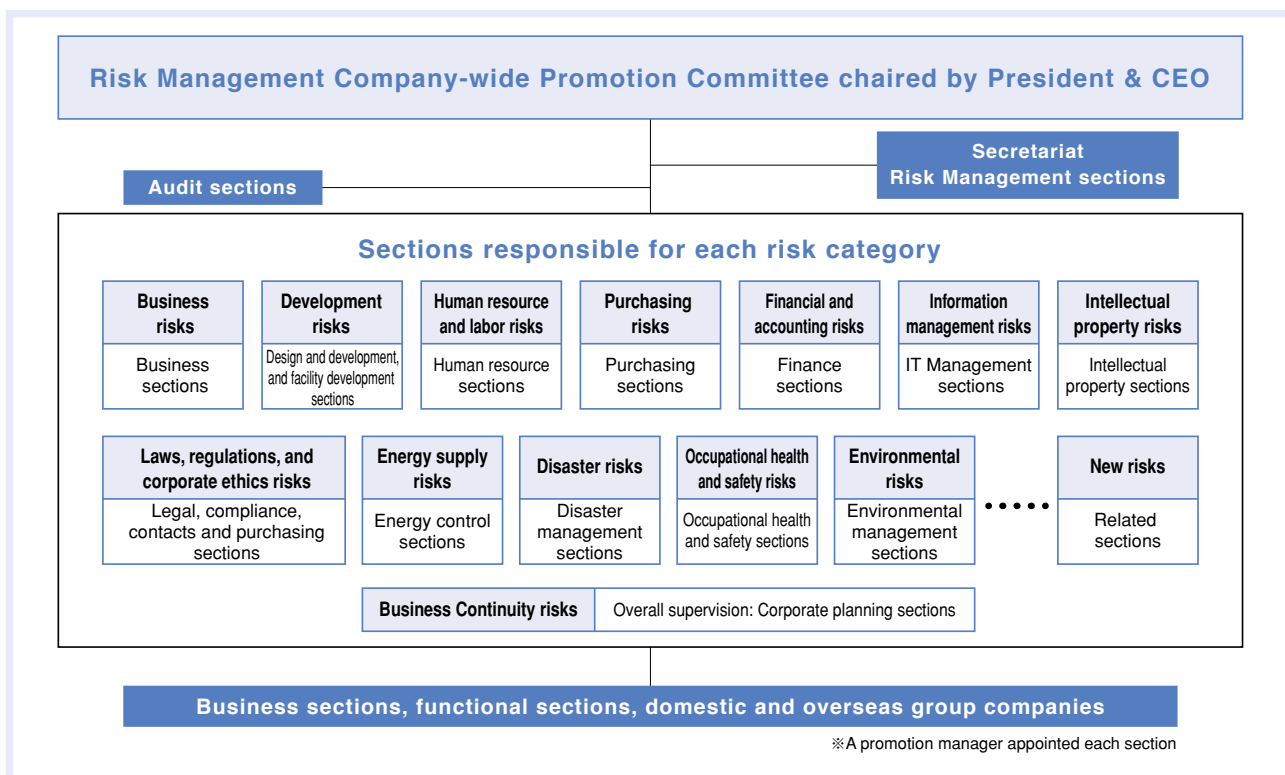 Risk Management Company-wide Promotion Committee chaired by President & CEO
Secretariat
Risk Management sections
Audit sections
Sections responsible for each risk category
Business
risks
Business
sections
Development
risks
Design and development,
and facility development
sections
Human resource
and labor risks
Human resource
sections
Purchasing
risks
Purchasing
sections
Financial and
accounting risks
Finance
sections
Information
management risks
IT Management
sections
Intellectual
property risks
Intellectual
property sections
Laws, regulations, and
corporate ethics risks
Legal, compliance,
contacts and purchasing
sections
Energy supply
risks
Energy control
sections
Disaster risks
Disaster
management
sections
Occupational health
and safety risks
Occupational health
and safety sections
Environmental
risks
Environmental
management
sections
•••••
New risks
Related
sections
Business Continuity risks
Overall supervision: Corporate planning sections
Business sections, functional sections, domestic and overseas group companies
※A promotion manager appointed each section